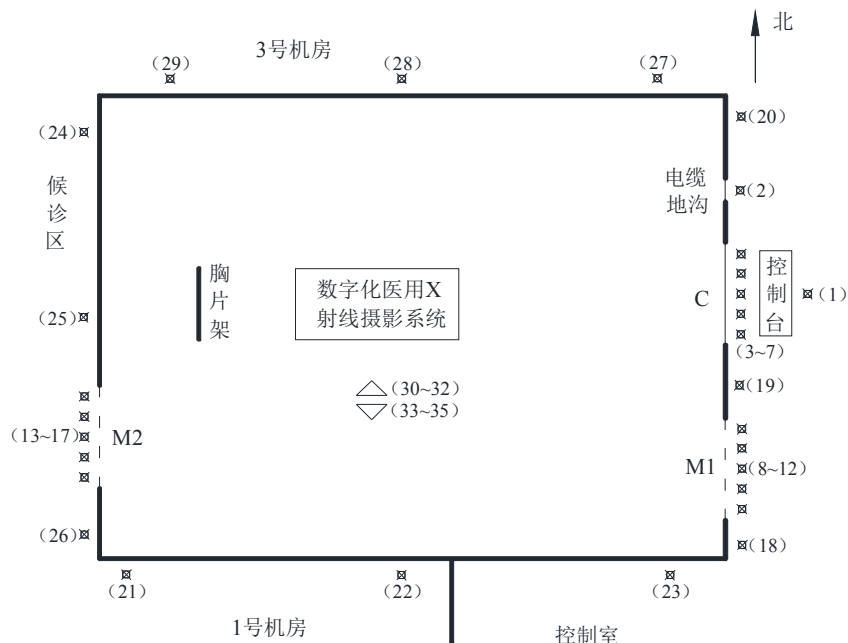 北
3号机房
(29)
(28)
(27)
(24)
(20)
候诊区
电缆
地沟
(2)
胸片架
数字化医用X
射线摄影系统
C
控制台
(1)
(25)
(3~7)
(30~32)
(33~35)
(19)
(13~17)
M2
M1
(8~12)
(26)
(18)
(21)
(22)
(23)
1号机房
控制室